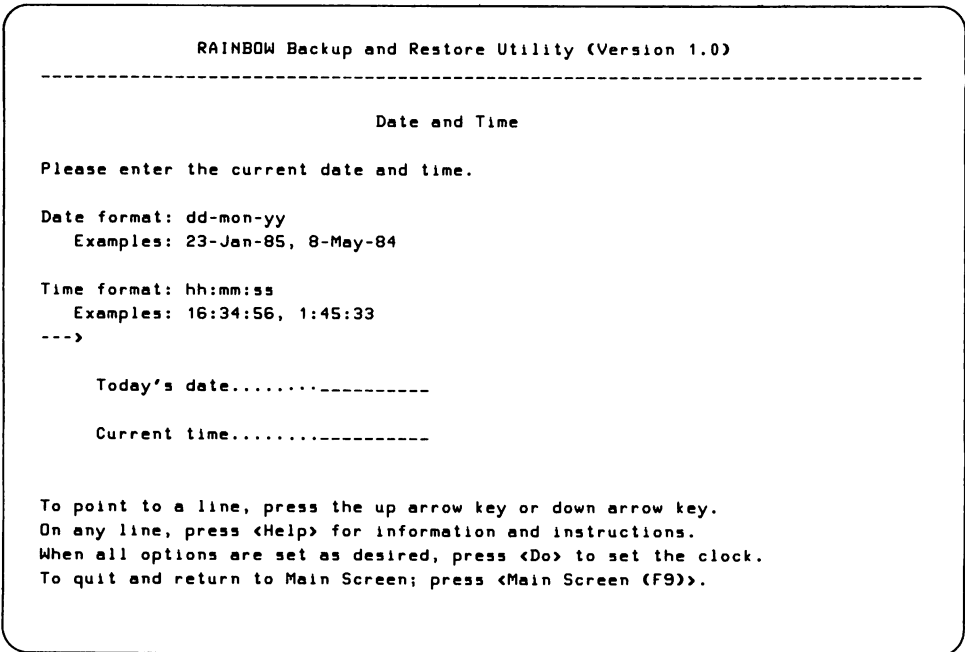 RAINBOW Backup and Restore Utility (Version 1.0)
--------------------------------------------------------------------------------
Date and Time
Please enter the current date and time.
Date format: dd-mon-yy
Examples: 23-Jan-85, 8-May-84
Time format: hh:mm:ss
Examples: 16:34:56, 1:45:33
--->
Today's date........__________
Current time........__________
To point to a line, press the up arrow key or down arrow key.
On any line, press <Help> for information and instructions.
When all options are set as desired, press <Do> to set the clock.
To quit and return to Main Screen; press <Main Screen (F9)>.